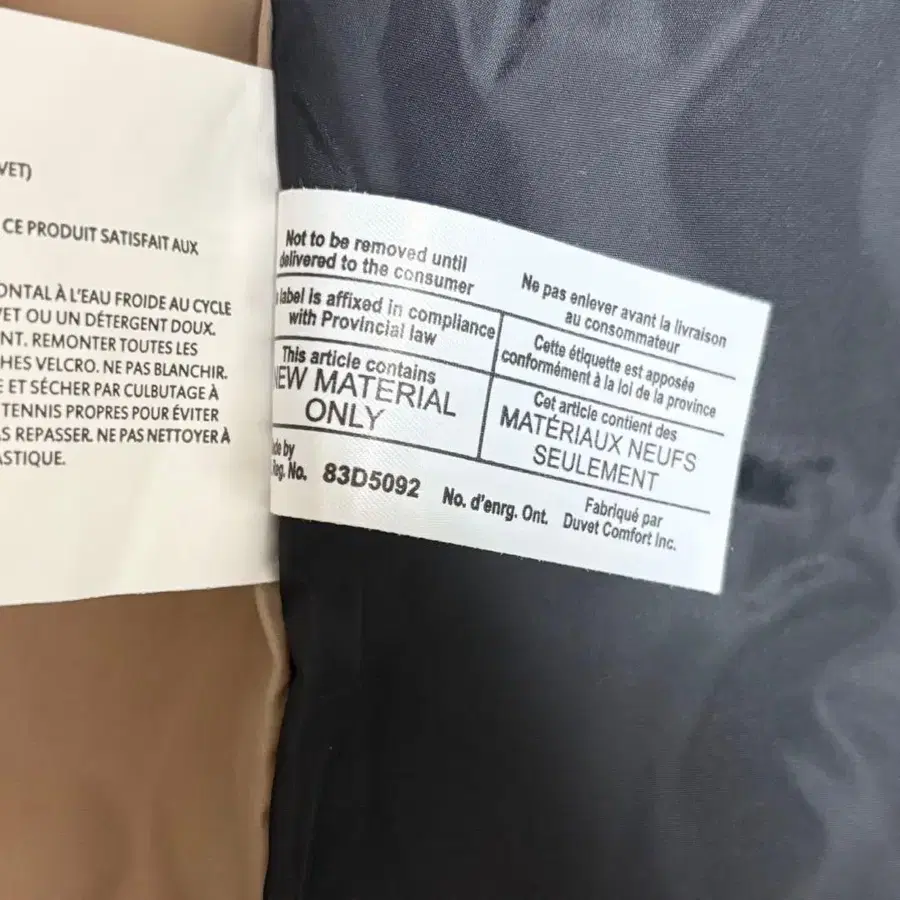 VET)
CE PRODUIT SATISFAIT AUX
ONTAL À L'EAU FROIDE AU CYCLE
VET OU UN DÉTERGENT DOUX.
NT. REMONTER TOUTES LES
HES VELCRO. NE PAS BLANCHIR.
E ET SÉCHER PAR CULBUTAGE À
TENNIS PROPRES POUR ÉVITER
S REPASSER. NE PAS NETTOYER À
ASTIQUE.
Not to be removed until
delivered to the consumer
label is affixed in compliance
with Provincial law
This article contains
NEW MATERIAL
ONLY
de by
Reg. No. 83D5092
Ne pas enlever avant la livraison
au consommateur
Cette étiquette est apposée
conformément à la loi de la province
Cet article contient des
MATÉRIAUX NEUFS
SEULEMENT
No. d'enrg. Ont.
Fabriqué par
Duvet Comfort Inc.